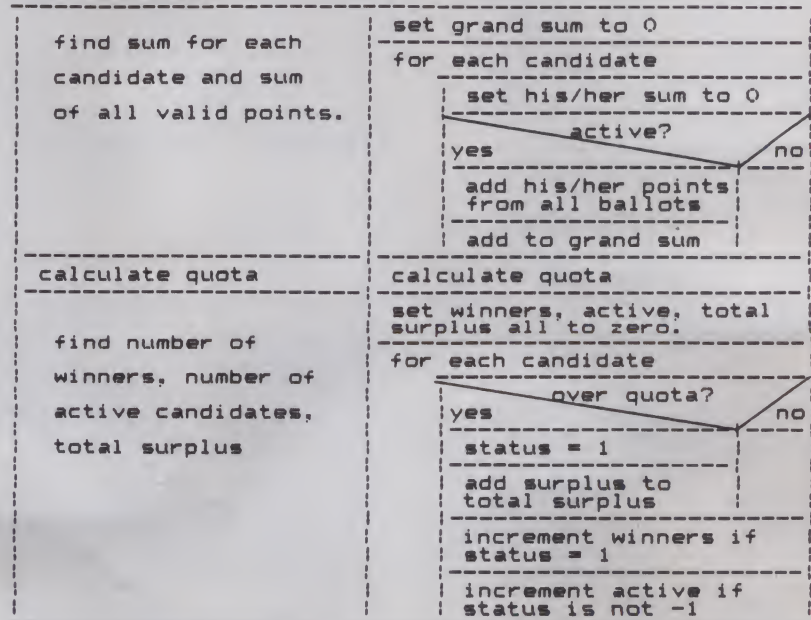 find sum for each
candidate and sum
of all valid points.
set grand sum to 0
for each candidate
set his/her sum to 0
active?
yes
no
add his/her points
from all ballots
add to grand sum
calculate quota
calculate quota
find number of
winners, number of
active candidates,
total surplus
set winners, active, total
surplus all to zero.
for each candidate
over quota?
yes
no
status = 1
add surplus to
total surplus
increment winners if
status = 1
increment active if
status is not -1